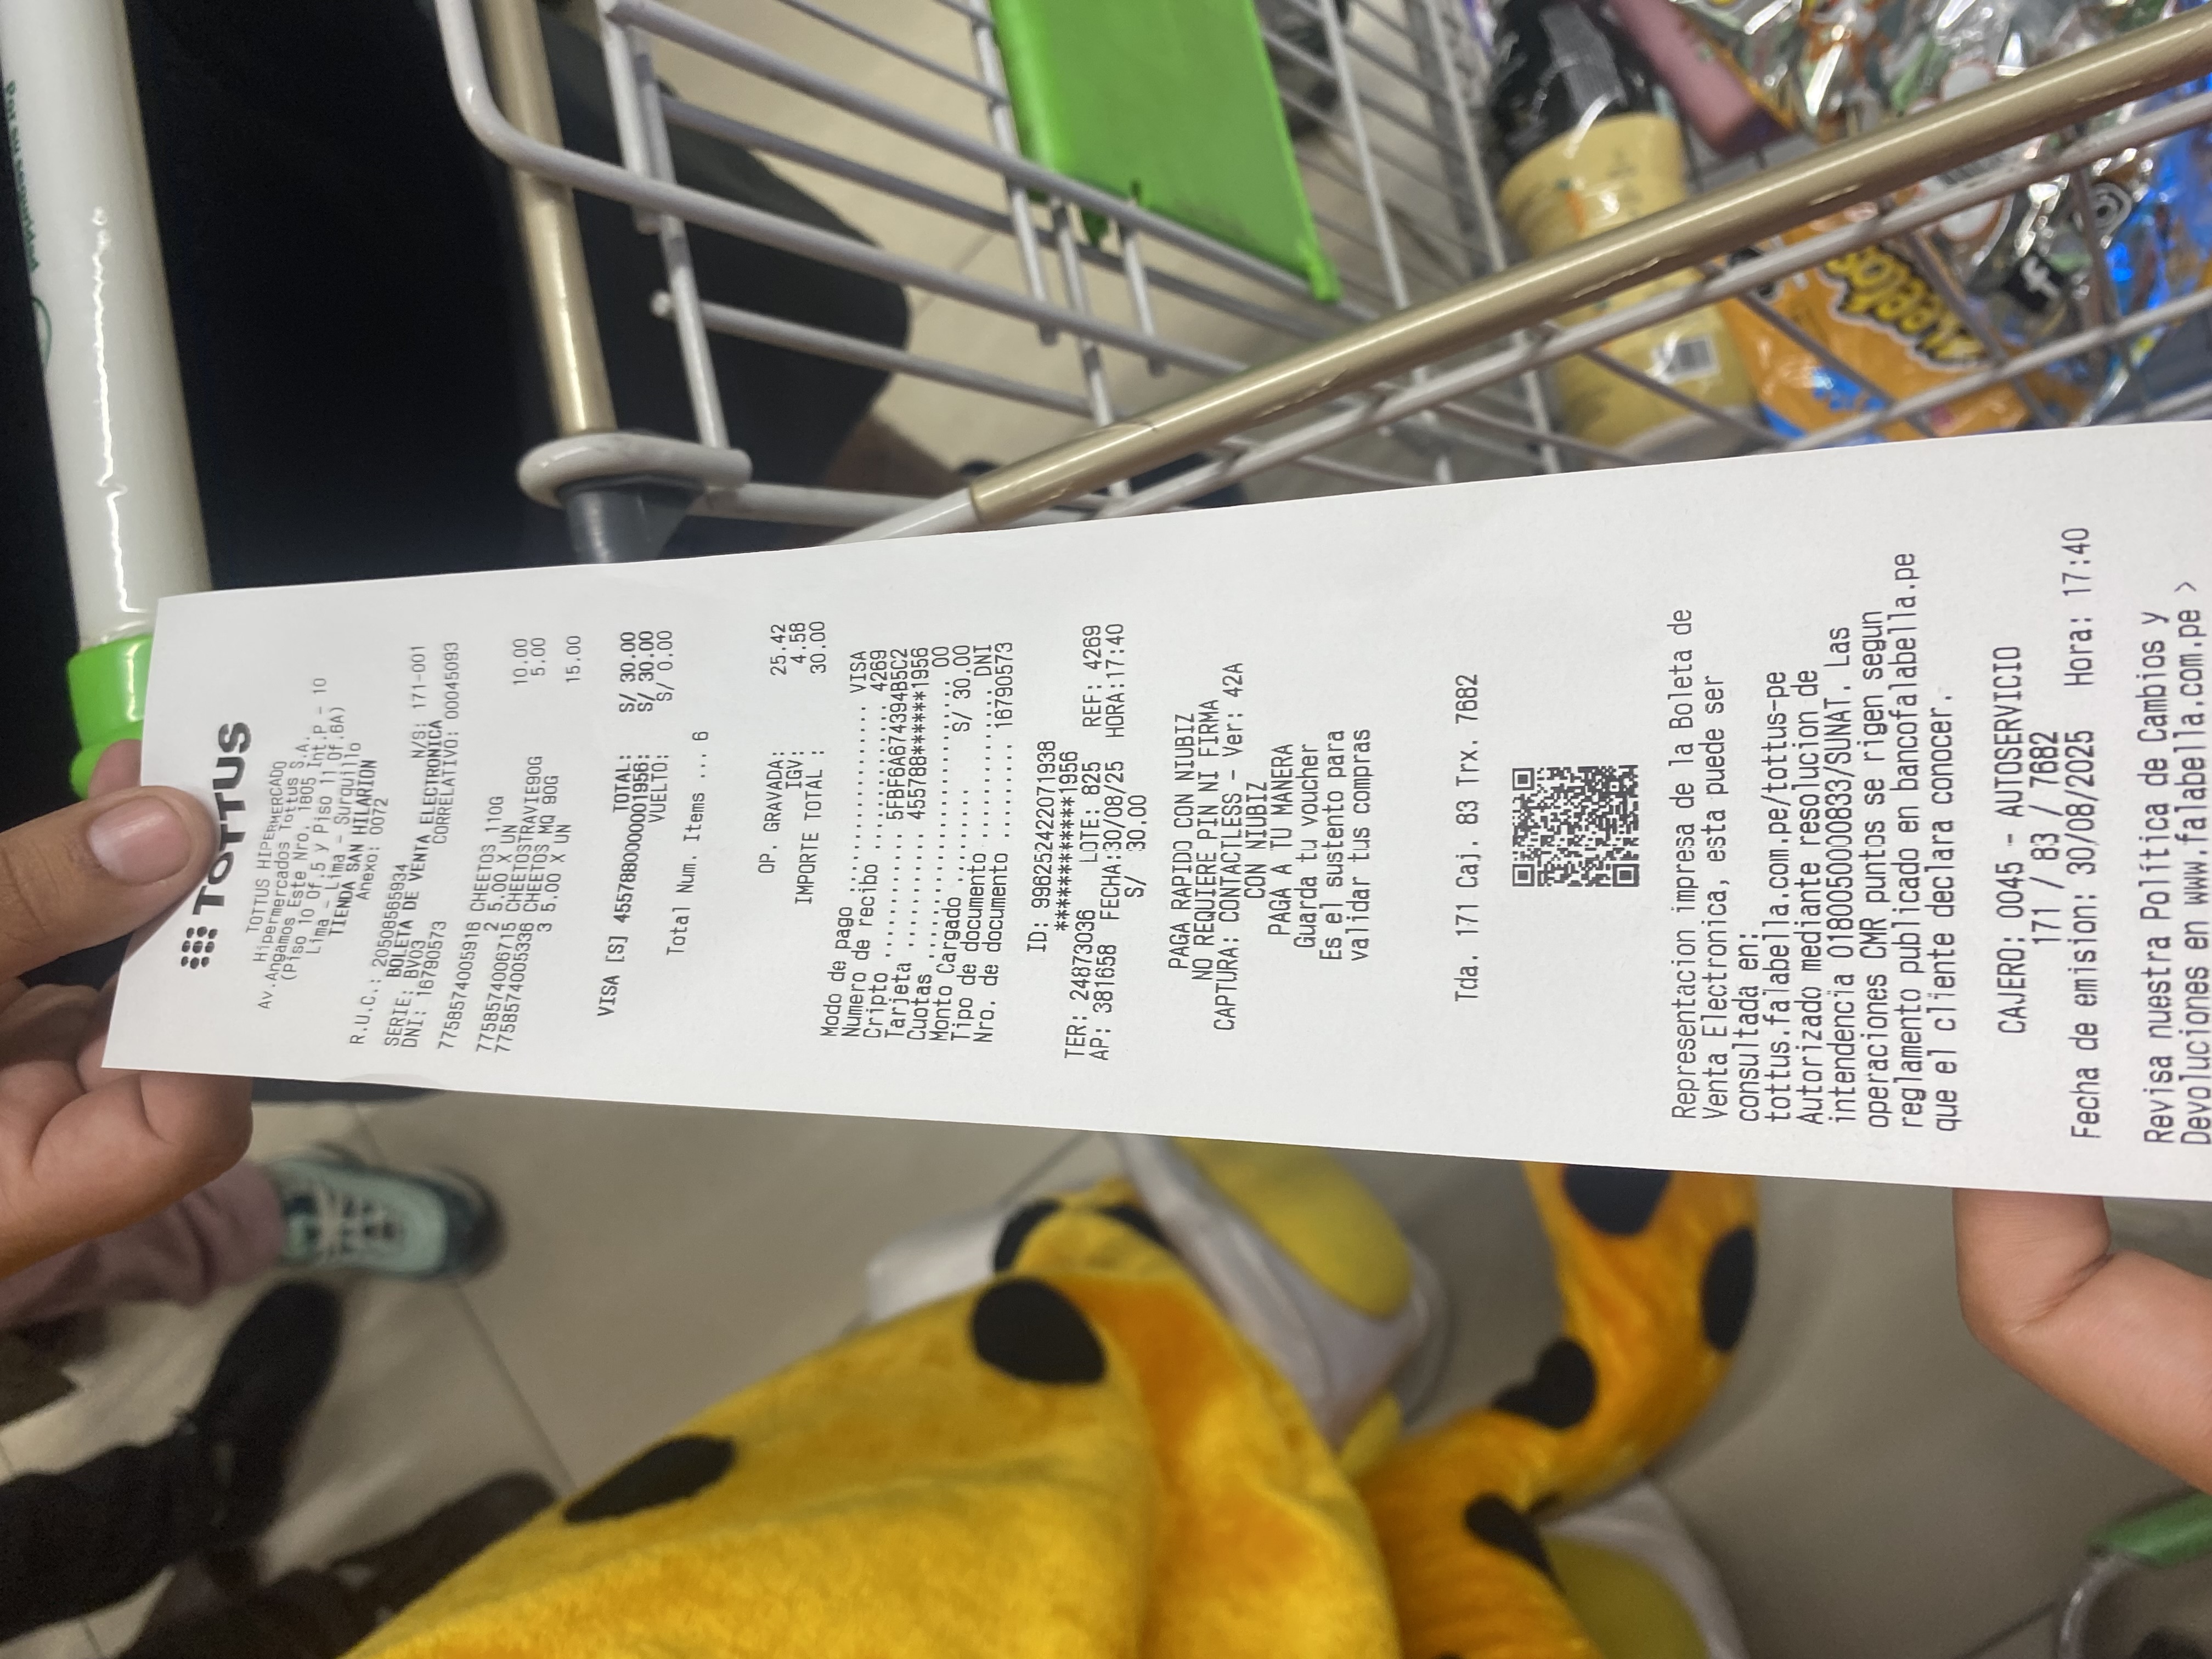 Por su seguridad
TOTTUS
TOTTUS HIPERMERCADO
Hipermercados Tottus S.A.
Av.Angamos Este Nro. 1805 Int.P - 10
(Piso 10 Of.5 y Piso 11 Of.6A)
Lima - Lima - Surquillo
TIENDA SAN HILARION
Anexo: 0072
R.U.C.: 20508565934 N/S: 171-001
BOLETA DE VENTA ELECTRONICA
SERIE: BV03 CORRELATIVO: 00045093
DNI: 16790573
7758574005916 CHEETOS 110G
2 5.00 X UN 10.00
7758574006715 CHEETOSTRAVIE90G 5.00
7758574005336 CHEETOS MQ 90G
3 5.00 X UN 15.00
TOTAL: S/ 30.00
VISA [S] 4557880000001956: S/ 30.00
VUELTO: S/ 0.00
Total Num. Items ... 6
OP. GRAVADA: 25.42
IGV: 4.58
IMPORTE TOTAL : 30.00
Modo de pago .................. VISA
Numero de recibo .............. 4269
Cripto ........... 5FBF6A674394B5C2
Tarjeta ........... 455788******1956
Cuotas .......................... 00
Monto Cargado ......... S/ 30.00
Tipo de documento .............. DNI
Nro. de documento ......... 16790573
ID: 996252422071938
************1956
TER: 24873036 LOTE: 825 REF: 4269
AP: 381658 FECHA:30/08/25 HORA:17:40
S/ 30.00
PAGA RAPIDO CON NIUBIZ
NO REQUIERE PIN NI FIRMA
CAPTURA: CONTACTLESS - Ver: 42A
CON NIUBIZ
PAGA A TU MANERA
Guarda tu voucher
Es el sustento para
validar tus compras
Tda. 171 Caj. 83 Trx. 7682
Representacion impresa de la Boleta de
Venta Electronica, esta puede ser
consultada en:
tottus.falabella.com.pe/tottus-pe
Autorizado mediante resolucion de
intendencia 0180050000833/SUNAT. Las
operaciones CMR puntos se rigen segun
reglamento publicado en bancofalabella.pe
que el cliente declara conocer.
CAJERO: 0045 - AUTOSERVICIO
171 / 83 / 7682
Fecha de emision: 30/08/2025 Hora: 17:40
Revisa nuestra Política de Cambios y
Devoluciones en www.falabella.com.pe >
Cheetos